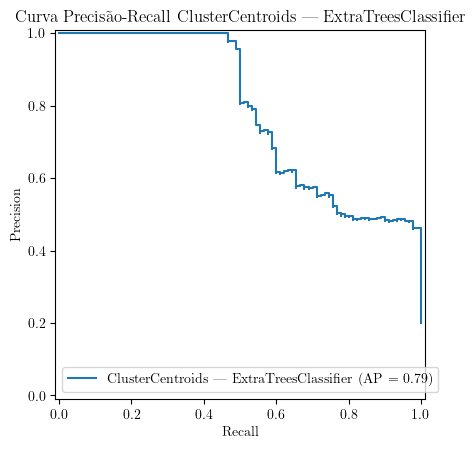 Curva Precisão-Recall ClusterCentroids — ExtraTreesClassifier
1.0
0.8
0.6
0.4
0.2
0.0
Precision
0.0 0.2 0.4 0.6 0.8 1.0
Recall
ClusterCentroids — ExtraTreesClassifier (AP = 0.79)